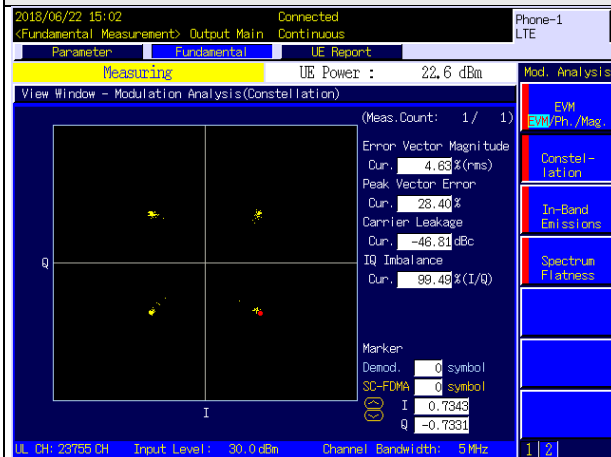 2018/06/22 15:02 Connected Phone-1
<Fundamental Measurement> Output Main Continuous LTE
Parameter Fundamental UE Report
Measuring UE Power : 22.6 dBm Mod. Analysis
View Window - Modulation Analysis(Constellation)
(Meas.Count: 1/ 1)
EVM
EVM/Ph./Mag.
Error Vector Magnitude
Cur. 4.63 %(rms)
Peak Vector Error
Cur. 28.40 %
Carrier Leakage
Cur. -46.81 dBc
IQ Imbalance
Cur. 99.49 %(I/Q)
Constel-
lation
In-Band
Emissions
Spectrum
Flatness
Q
I
Marker
Demod. 0 symbol
SC-FDMA 0 symbol
I 0.7343
Q -0.7331
UL CH: 23755 CH Input Level: 30.0 dBm Channel Bandwidth: 5 MHz 1 2